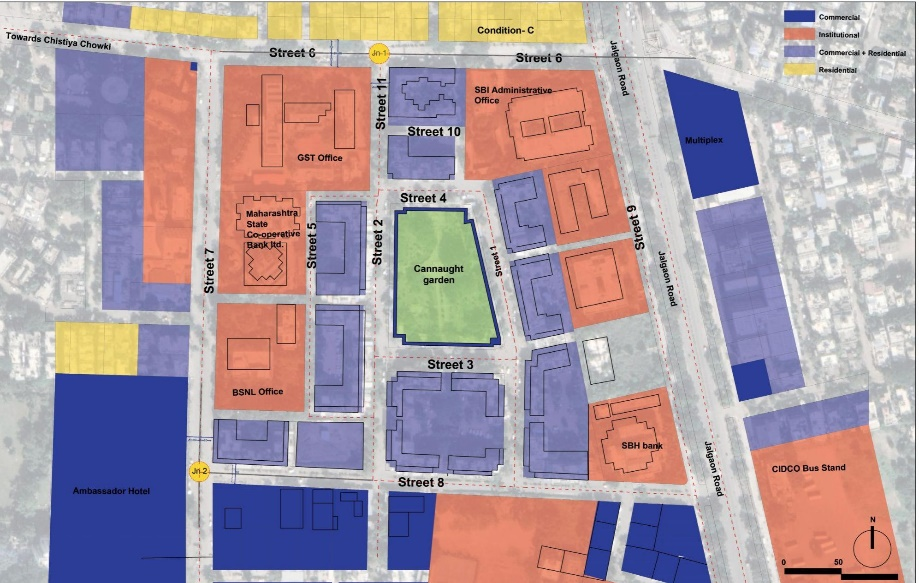 Commercial
Institutional
Commercial + Residential
Residential
Condition- C
Towards Chistiya Chowki
Street 6
Jn-1
Street 6
Jalgaon Road
Street 11
SBI Administrative
Office
Street 10
GST Office
Multiplex
Street 4
Maharashtra
State
Co-operative
Bank ltd.
Street 5
Street 2
Street 7
Cannaught
garden
Street 1
Street 9
Jalgaon Road
Street 3
BSNL Office
SBH bank
Jn-2
Street 8
Jalgaon Road
Ambassador Hotel
CIDCO Bus Stand
N
0
50